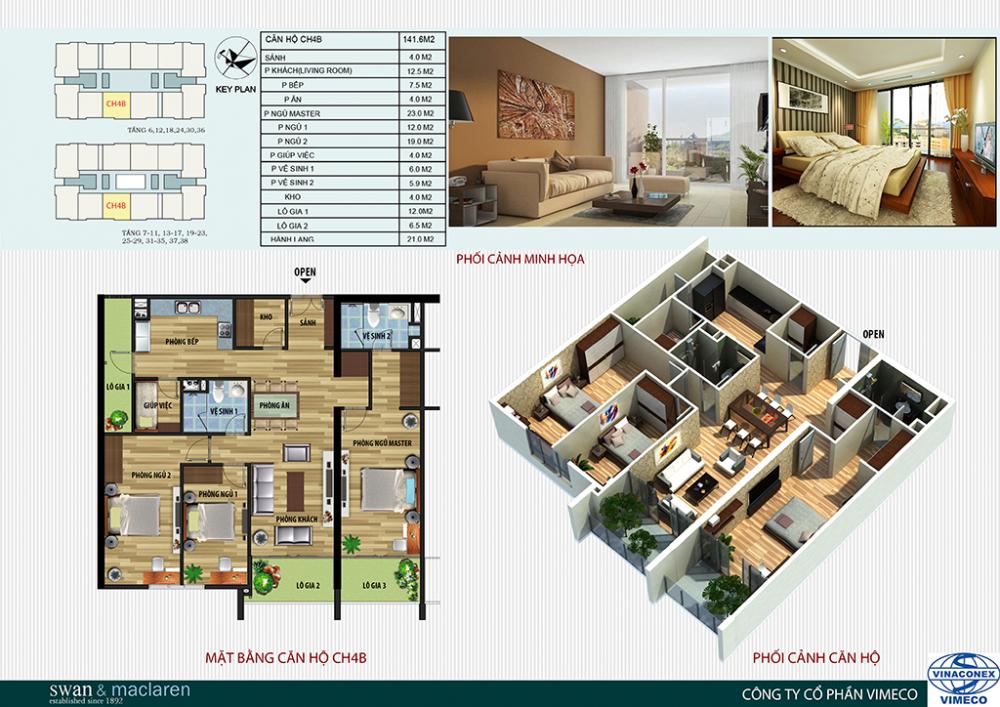 CH4B
TẦNG 6,12,18,24,30,36
CH4B
TẦNG 7-11, 13-17, 19-23,
25-29, 31-35, 37,38
KEY PLAN
CĂN HỘ CH4B 141.6M2
SẢNH 4.0 M2
P KHÁCH(LIVING ROOM) 12.5 M2
P BẾP 7.5 M2
P ĂN 4.0 M2
P NGỦ MASTER 23.0 M2
P NGỦ 1 12.0 M2
P NGỦ 2 19.0 M2
P GIÚP VIỆC 4.0 M2
P VỆ SINH 1 6.0 M2
P VỆ SINH 2 5.9 M2
KHO 4.0 M2
LÔ GIA 1 12.0M2
LÔ GIA 2 6.5 M2
HÀNH LANG 21.0 M2
PHỐI CẢNH MINH HỌA
OPEN
KHO
SẢNH
VỆ SINH 2
PHÒNG BẾP
LÔ GIA 1
GIÚP VIỆC
VỆ SINH 1
PHÒNG ĂN
PHÒNG NGỦ MASTER
PHÒNG NGỦ 2
PHÒNG NGỦ 1
PHÒNG KHÁCH
LÔ GIA 2
LÔ GIA 3
MẶT BẰNG CĂN HỘ CH4B
OPEN
PHỐI CẢNH CĂN HỘ
swan & maclaren
established since 1892
CÔNG TY CỔ PHẦN VIMECO
VINACONEX
VIMECO